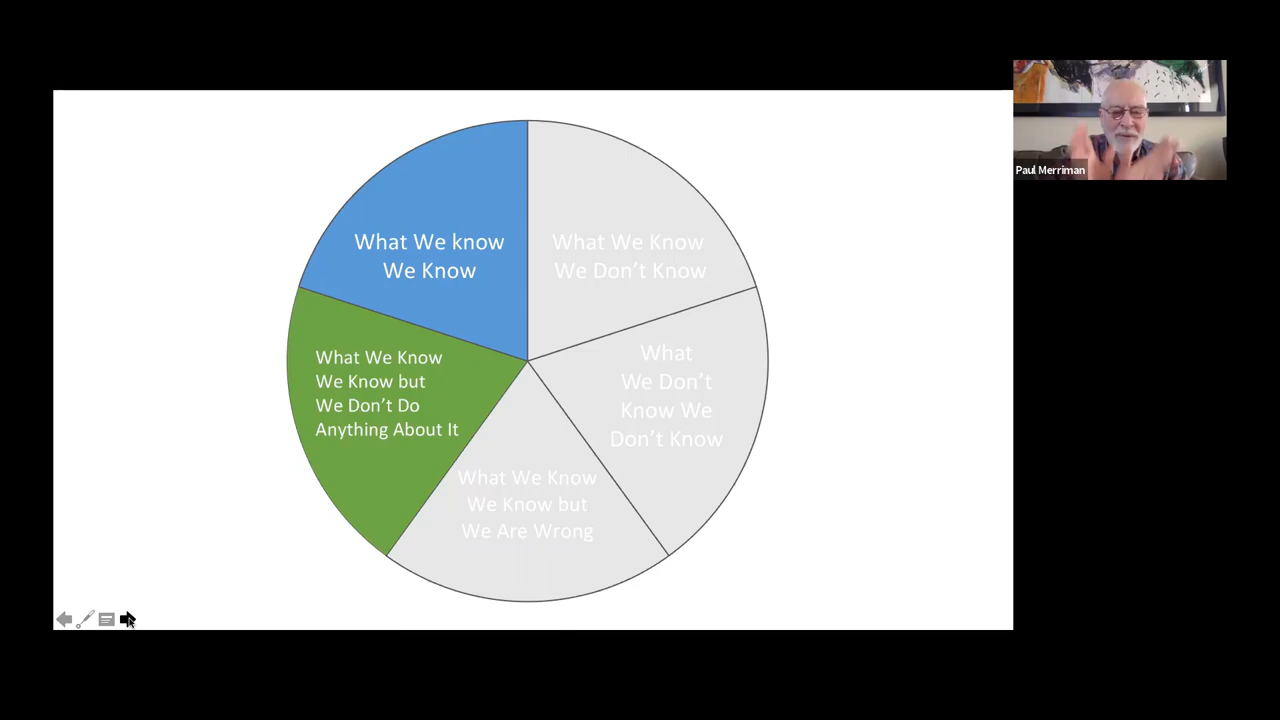 What We know
We Know
What We Know
We Don't Know
What We Know
We Know but
We Don't Do
Anything About It
What
We Don't
Know We
Don't Know
What We Know
We Know but
We Are Wrong
Paul Merriman